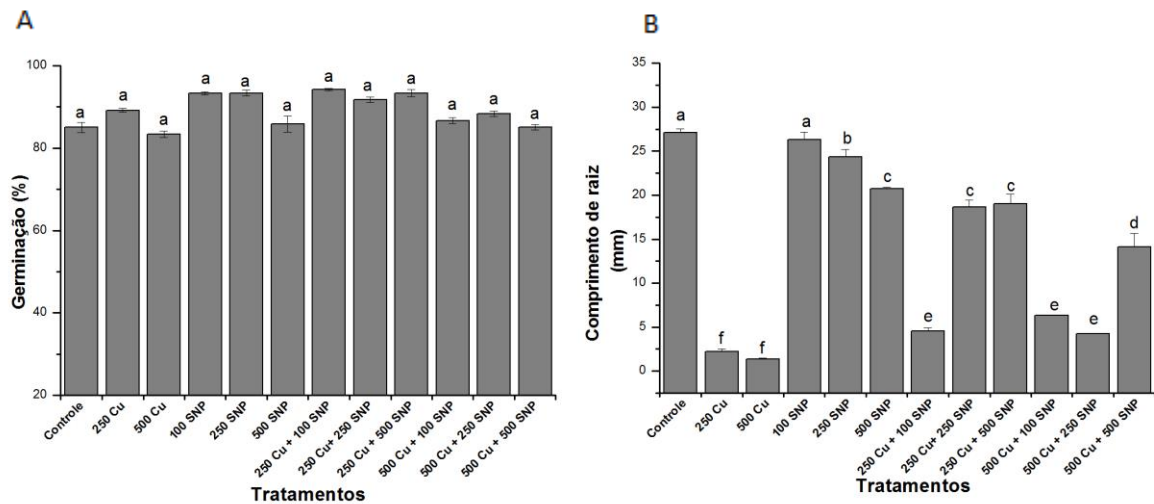 A
Germinação (%)
100
80
60
40
20
a a a a a a a a a a a a
Controle
250 Cu
500 Cu
100 SNP
250 SNP
500 SNP
250 Cu + 100 SNP
250 Cu+ 250 SNP
250 Cu + 500 SNP
500 Cu + 100 SNP
500 Cu + 250 SNP
500 Cu + 500 SNP
Tratamentos
B
Comprimento de raiz
(mm)
35
30
25
20
15
10
5
0
a f f a b c e c c e e d
Controle
250 Cu
500 Cu
100 SNP
250 SNP
500 SNP
250 Cu + 100 SNP
250 Cu+ 250 SNP
250 Cu + 500 SNP
500 Cu + 100 SNP
500 Cu + 250 SNP
500 Cu + 500 SNP
Tratamentos